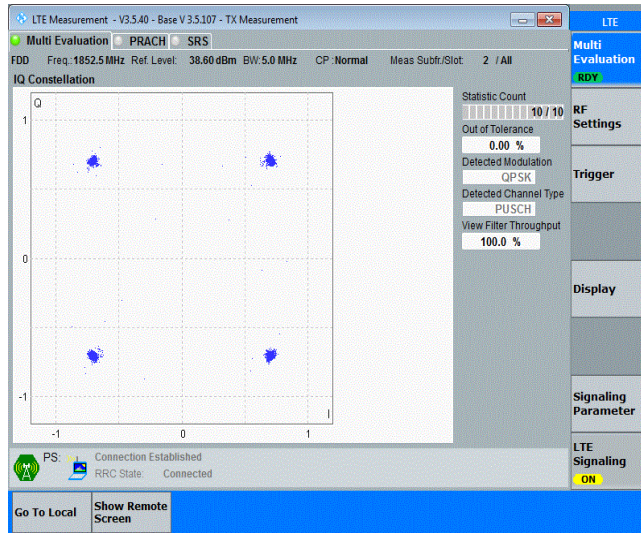 LTE Measurement - V3.5.40 - Base V 3.5.107 - TX Measurement
LTE
Multi Evaluation PRACH SRS
FDD Freq.: 1852.5 MHz Ref. Level: 38.60 dBm BW: 5.0 MHz CP : Normal Meas Subfr./Slot: 2 / All
IQ Constellation
Q
1
0
-1
-1 0 1
I
Statistic Count
10 / 10
Out of Tolerance
0.00 %
Detected Modulation
QPSK
Detected Channel Type
PUSCH
View Filter Throughput
100.0 %
Multi
Evaluation
RDY
RF
Settings
Trigger
Display
Signaling
Parameter
LTE
Signaling
ON
PS: Connection Established
RRC State: Connected
Go To Local
Show Remote
Screen